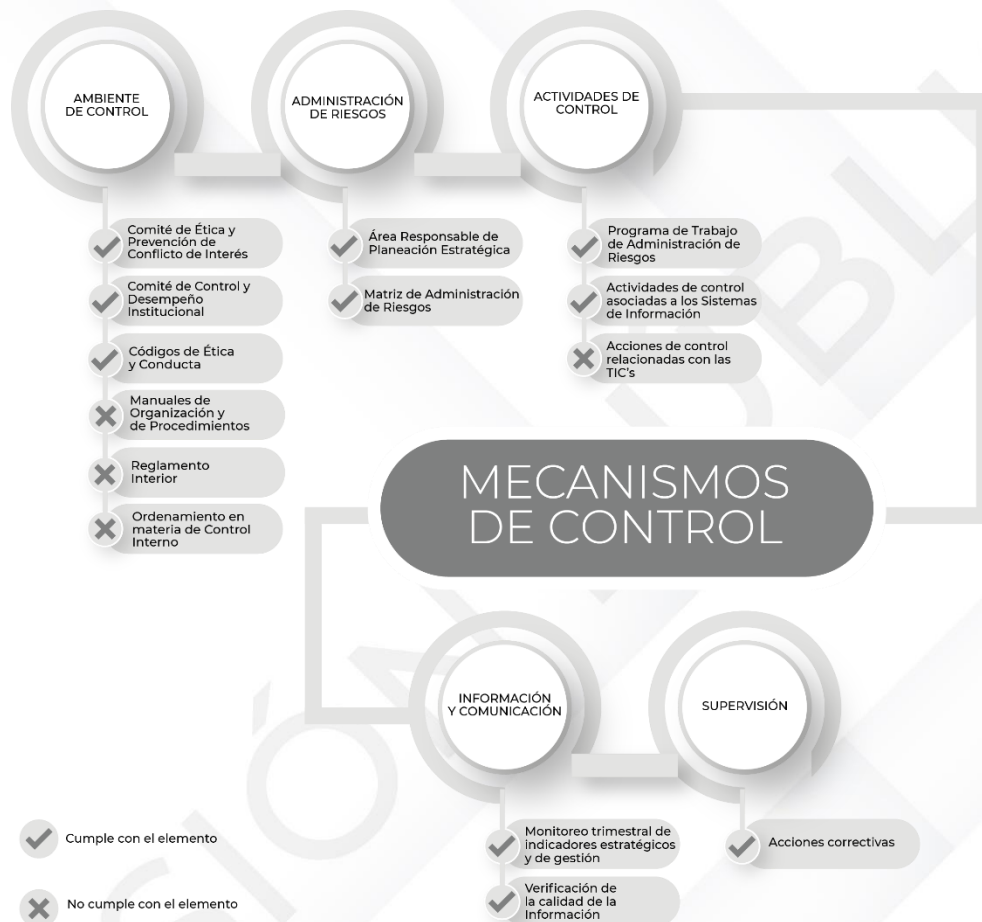 AMBIENTE
DE CONTROL
ADMINISTRACIÓN
DE RIESGOS
ACTIVIDADES DE
CONTROL
Comité de Ética y
Prevención de
Conflicto de Interés
Comité de Control y
Desempeño
Institucional
Códigos de Ética
y Conducta
Manuales de
Organización y
de Procedimientos
Reglamento
Interior
Ordenamiento en
materia de Control
Interno
Área Responsable de
Planeación Estratégica
Matriz de Administración
de Riesgos
Programa de Trabajo
de Administración de
Riesgos
Actividades de control
asociadas a los Sistemas
de Información
Acciones de control
relacionadas con las
TIC's
MECANISMOS
DE CONTROL
INFORMACIÓN
Y COMUNICACIÓN
SUPERVISIÓN
Monitoreo trimestral de
indicadores estratégicos
y de gestión
Verificación de
la calidad de la
Información
Acciones correctivas
Cumple con el elemento
No cumple con el elemento